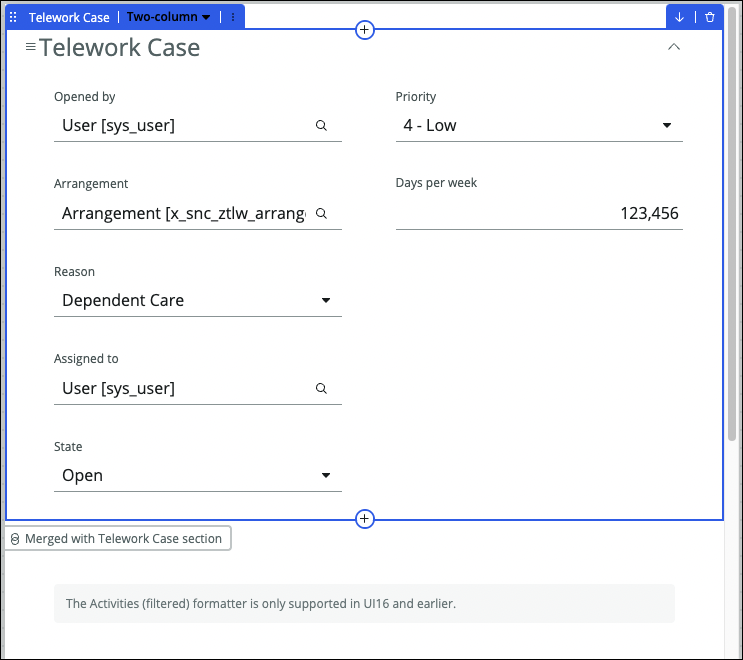 Telework Case
Two-column
Telework Case
Opened by
User [sys_user]
Priority
4 - Low
Arrangement
Arrangement [x_snc_ztlw_arrang
Days per week
123,456
Reason
Dependent Care
Assigned to
User [sys_user]
State
Open
Merged with Telework Case section
The Activities (filtered) formatter is only supported in UI16 and earlier.